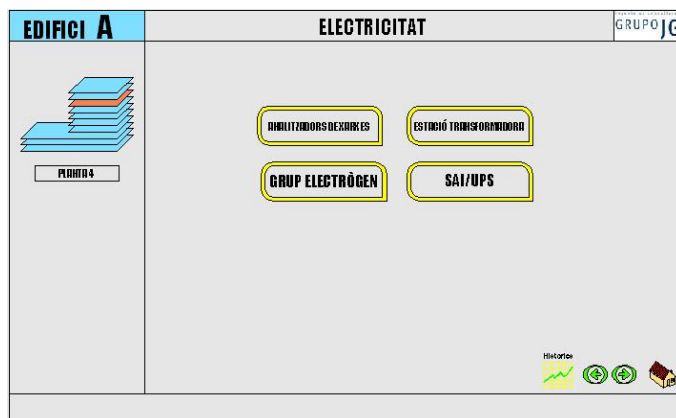 EDIFICI A
ELECTRICITAT
GRUPO JG
ANALITZADORS DE XARXES
ESTACIÓ TRANSFORMADORA
PLANTA 4
GRUP ELECTRÒGEN
SAI/UPS
Historics